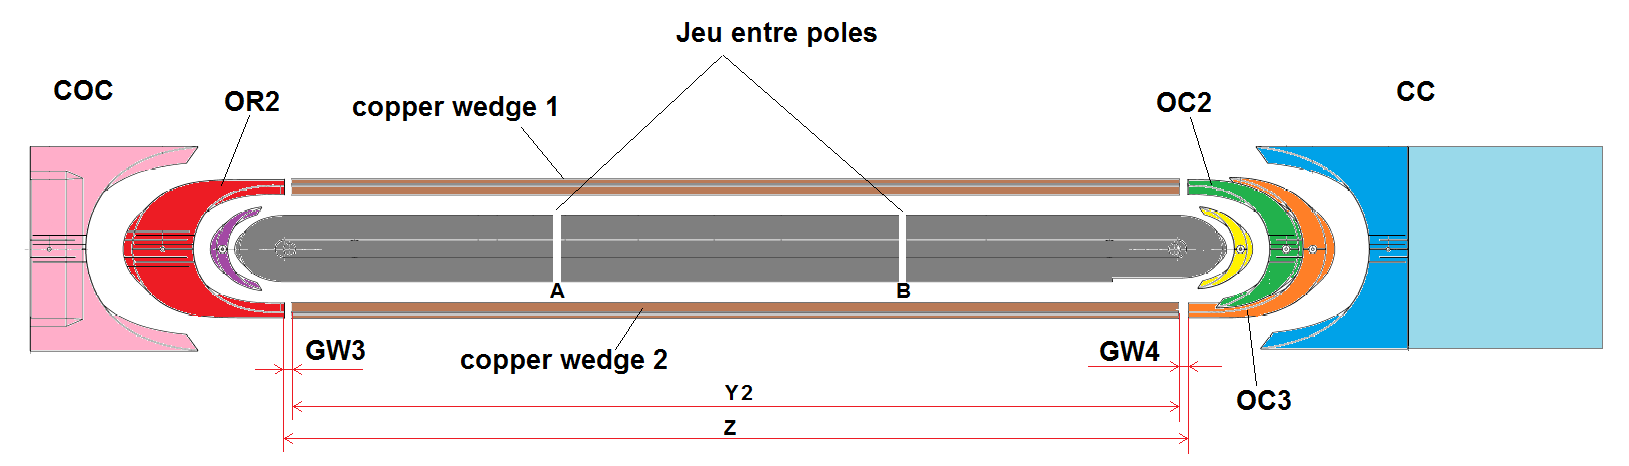 Jeu entre poles
COC
CC
OR2
copper wedge 1
OC2
A
B
GW3
copper wedge 2
GW4
Y2
OC3
Z